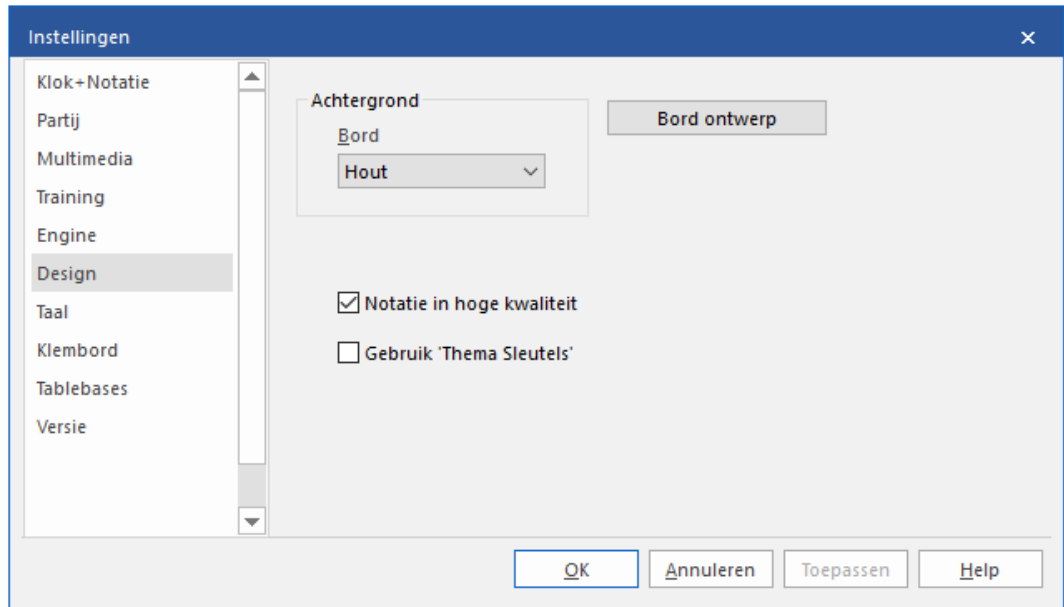 Instellingen
Klok+Notatie
Partij
Multimedia
Training
Engine
Design
Taal
Klembord
Tablebases
Versie
Achtergrond
Bord
Hout
Bord ontwerp
Notatie in hoge kwaliteit
Gebruik 'Thema Sleutels'
OK
Annuleren
Toepassen
Help